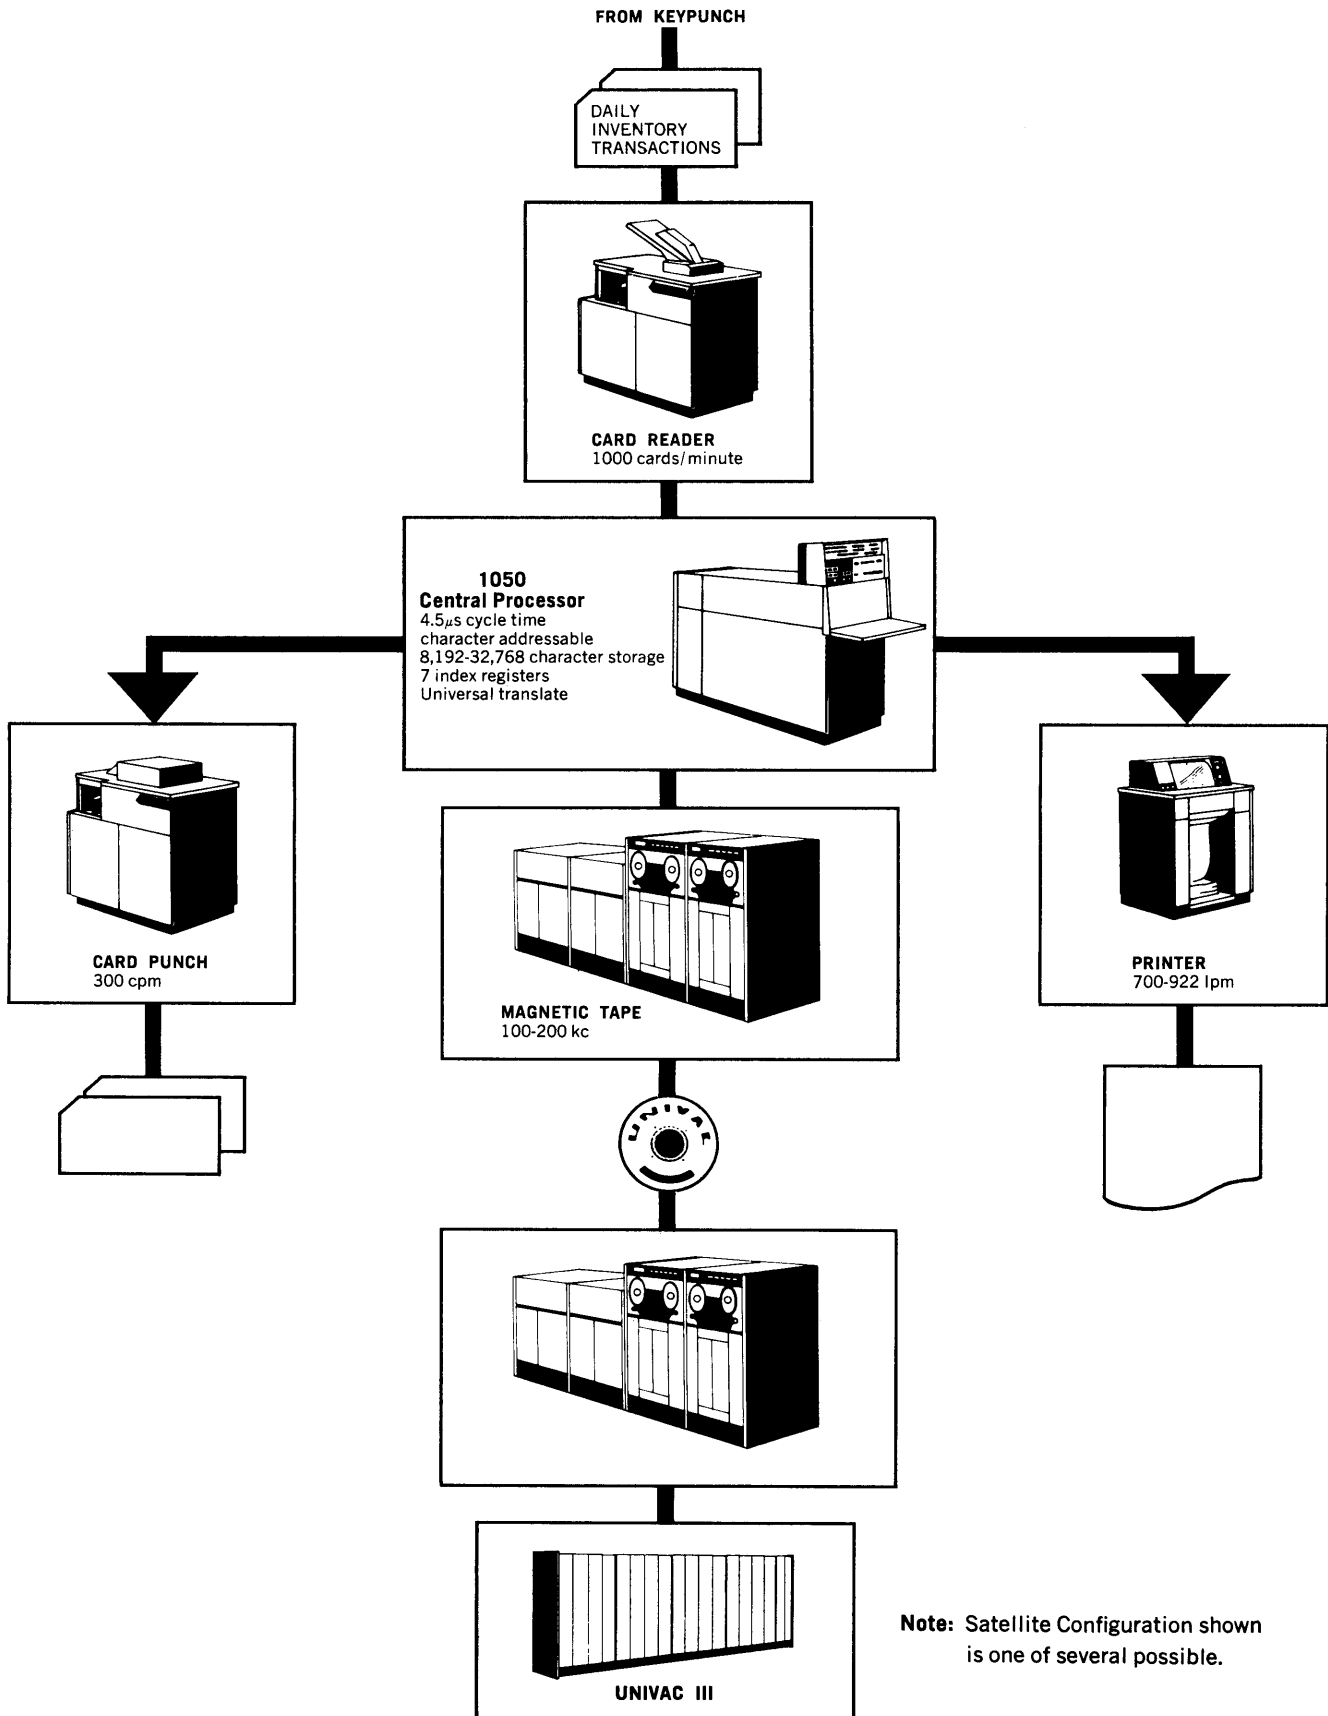 FROM KEYPUNCH
DAILY
INVENTORY
TRANSACTIONS
CARD READER
1000 cards/minute
1050
Central Processor
4.5μs cycle time
character addressable
8,192-32,768 character storage
7 index registers
Universal translate
CARD PUNCH
300 cpm
MAGNETIC TAPE
100-200 kc
PRINTER
700-922 lpm
UNIVAC
UNIVAC III
Note: Satellite Configuration shown
is one of several possible.